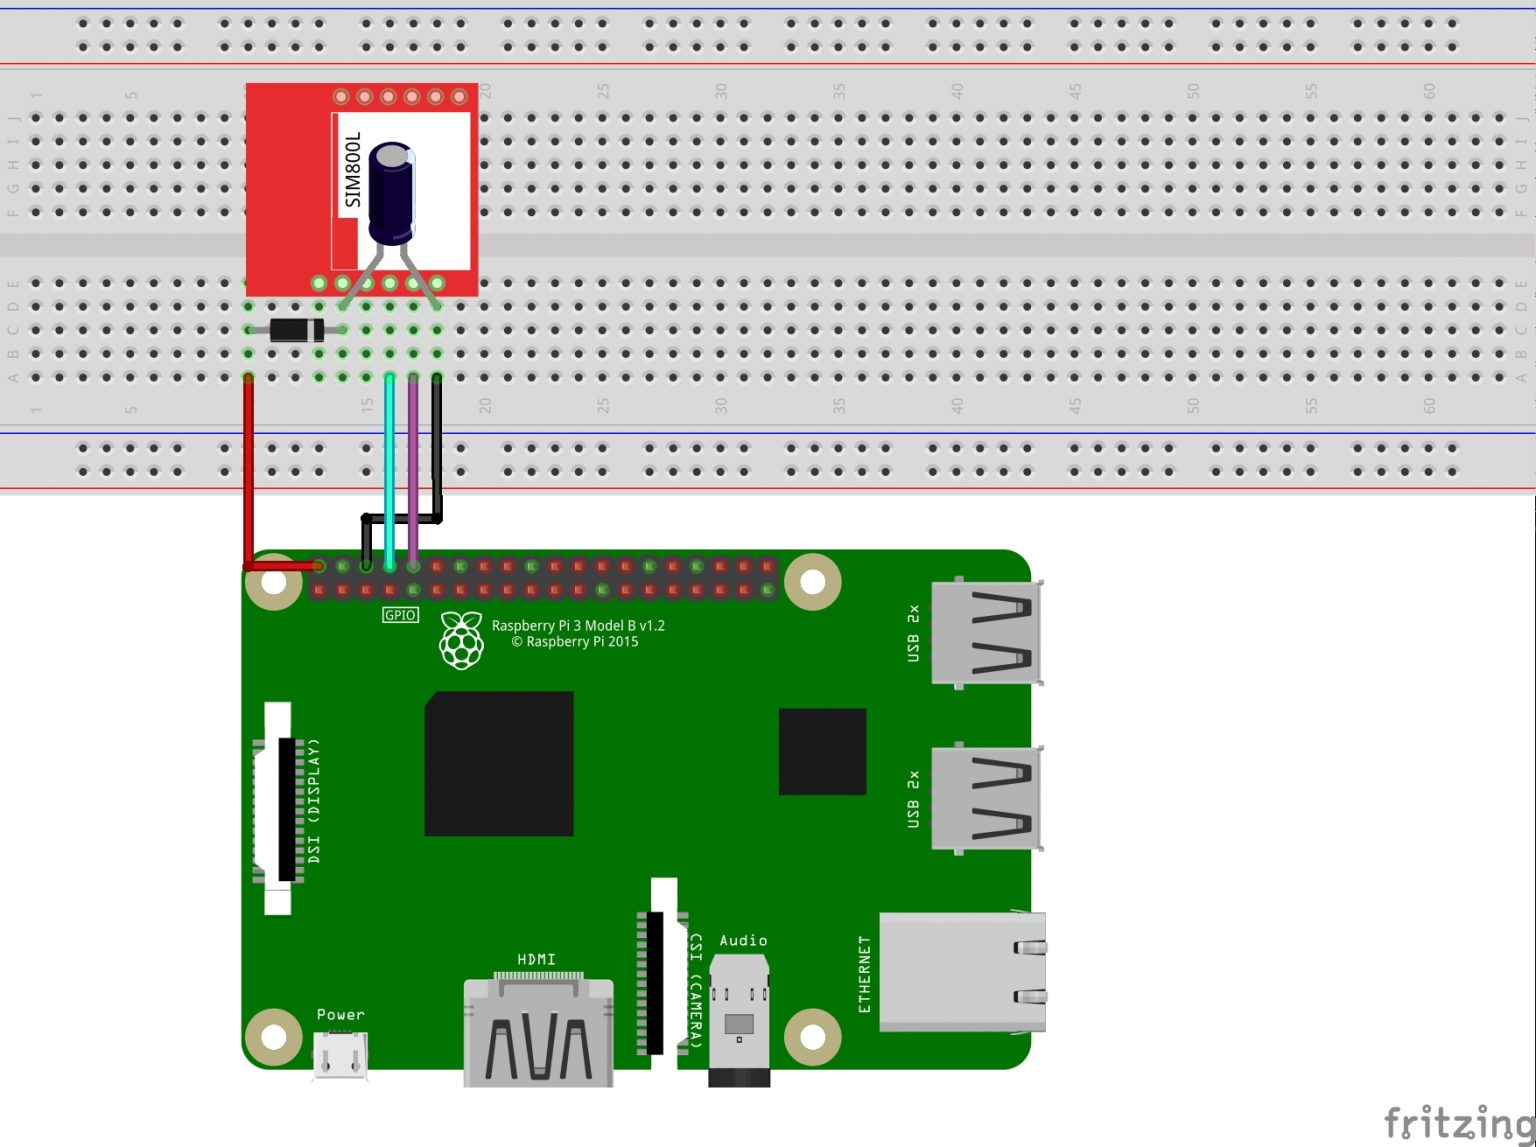 1 5 20 25 30 35 40 45 50 55 60
J J
I I
H H
G G
F F
SIM800L
E E
D D
C C
B B
A A
1 5 15 20 25 30 35 40 45 50 55 60
GPIO
Raspberry Pi 3 Model B v1.2
© Raspberry Pi 2015
USB 2x
USB 2x
DSI (DISPLAY)
HDMI
CSI (CAMERA)
Audio
ETHERNET
Power
fritzing